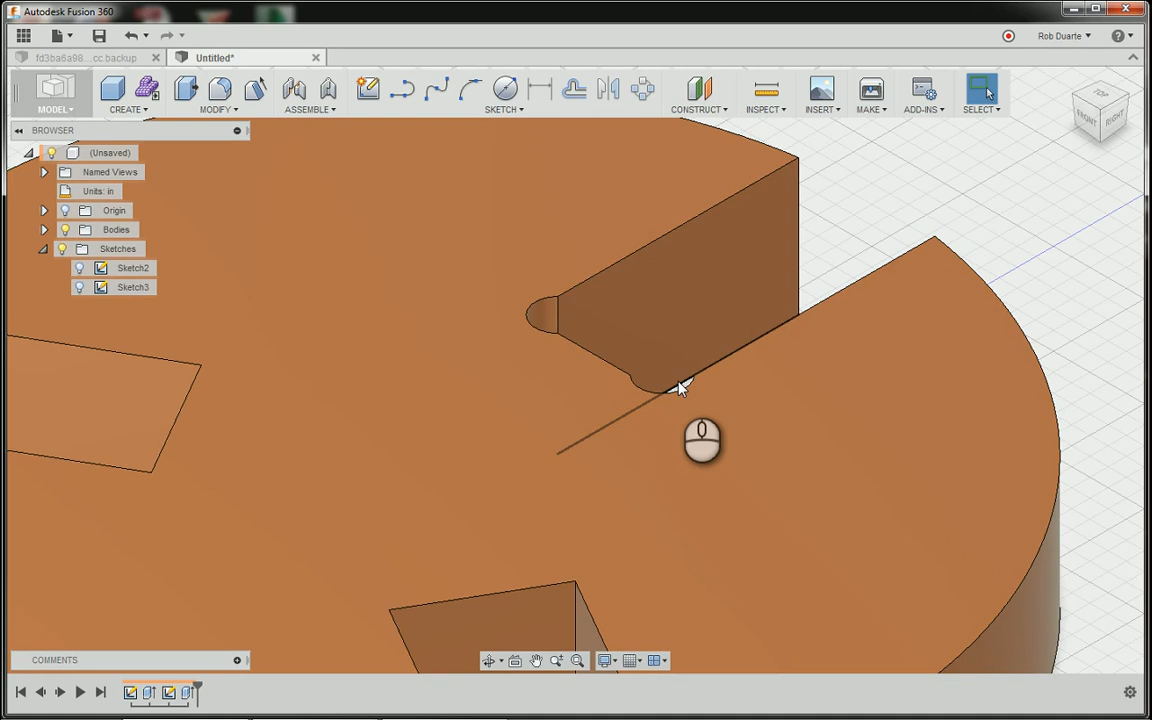 Autodesk Fusion 360
Rob Duarte
fd3ba6a98...cc.backup
Untitled*
MODEL
CREATE
MODIFY
ASSEMBLE
SKETCH
CONSTRUCT
INSPECT
INSERT
MAKE
ADD-INS
SELECT
TOP
FRONT
RIGHT
BROWSER
(Unsaved)
Named Views
Units: in
Origin
Bodies
Sketches
Sketch2
Sketch3
COMMENTS